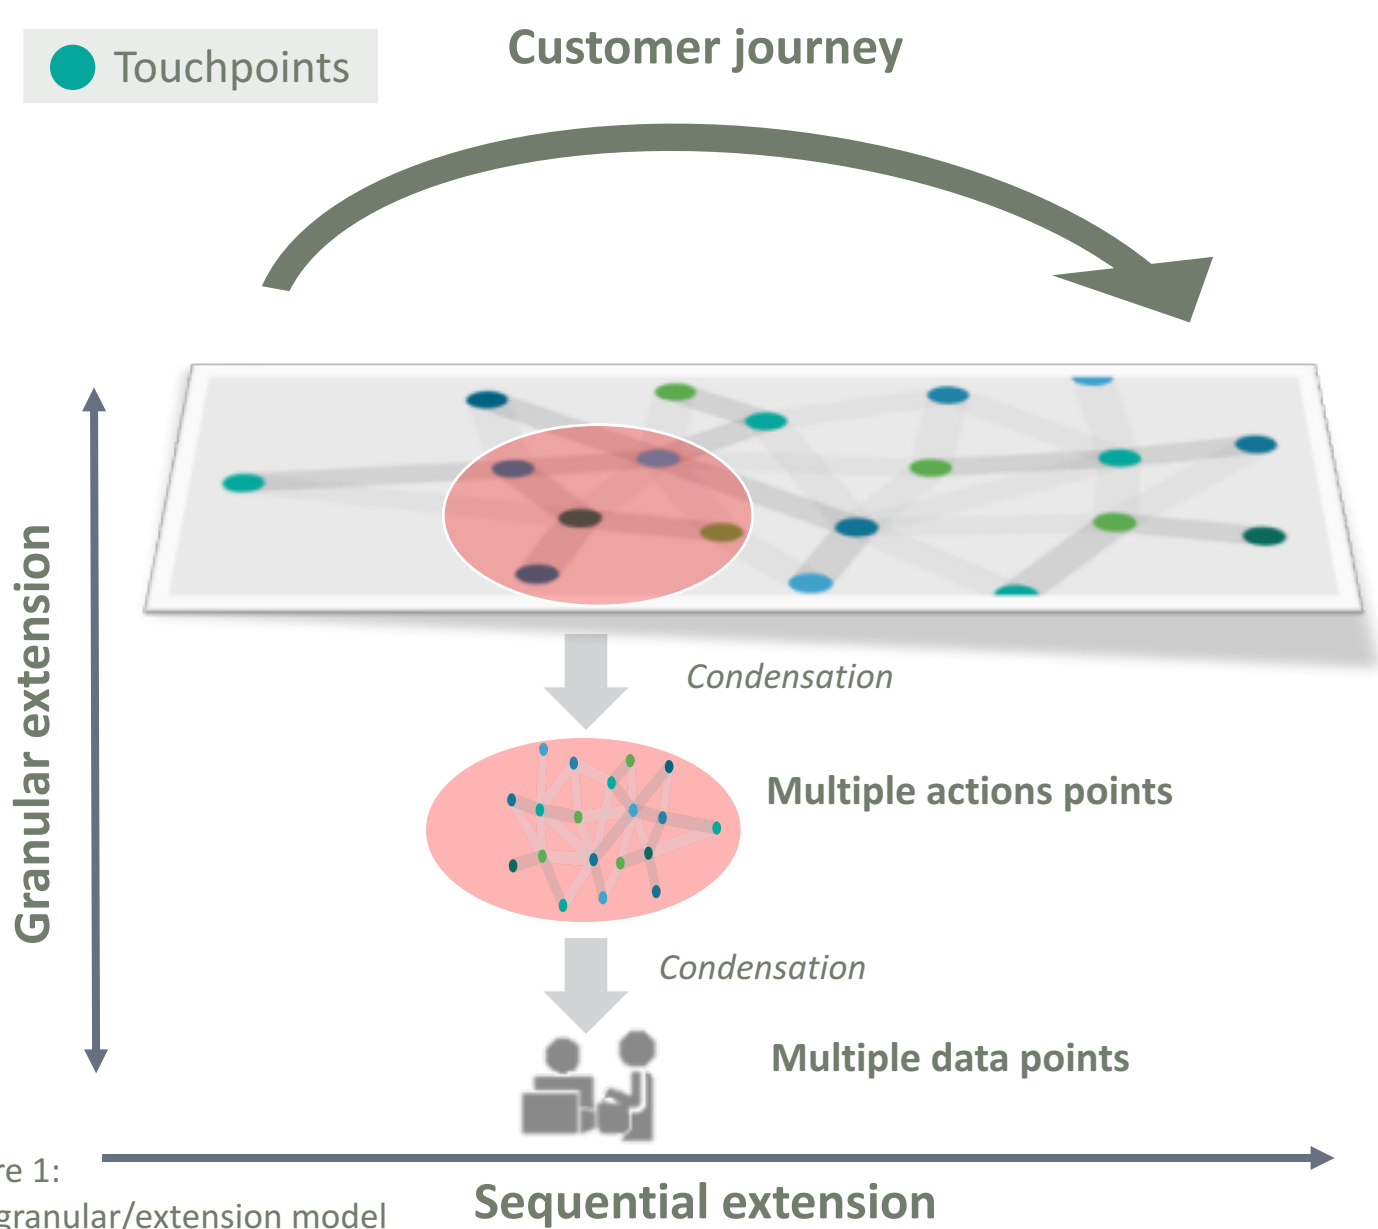 Touchpoints
Customer journey
Granular extension
Condensation
Multiple actions points
Condensation
Multiple data points
re 1:
granular/extension model
Sequential extension